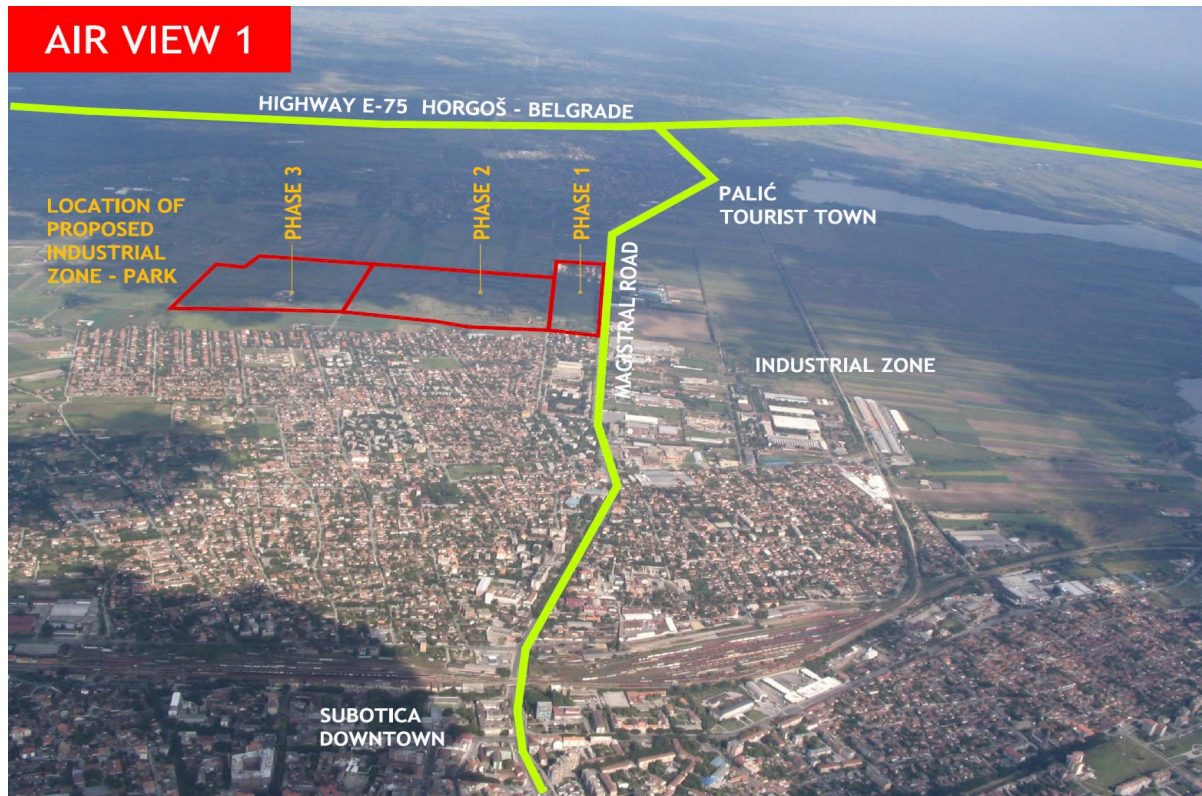 AIR VIEW 1
HIGHWAY E-75 HORGOŠ - BELGRADE
PHASE 3
PHASE 2
PHASE 1
LOCATION OF
PROPOSED
INDUSTRIAL
ZONE - PARK
PALIĆ
TOURIST TOWN
MAGISTRAL ROAD
INDUSTRIAL ZONE
SUBOTICA
DOWNTOWN